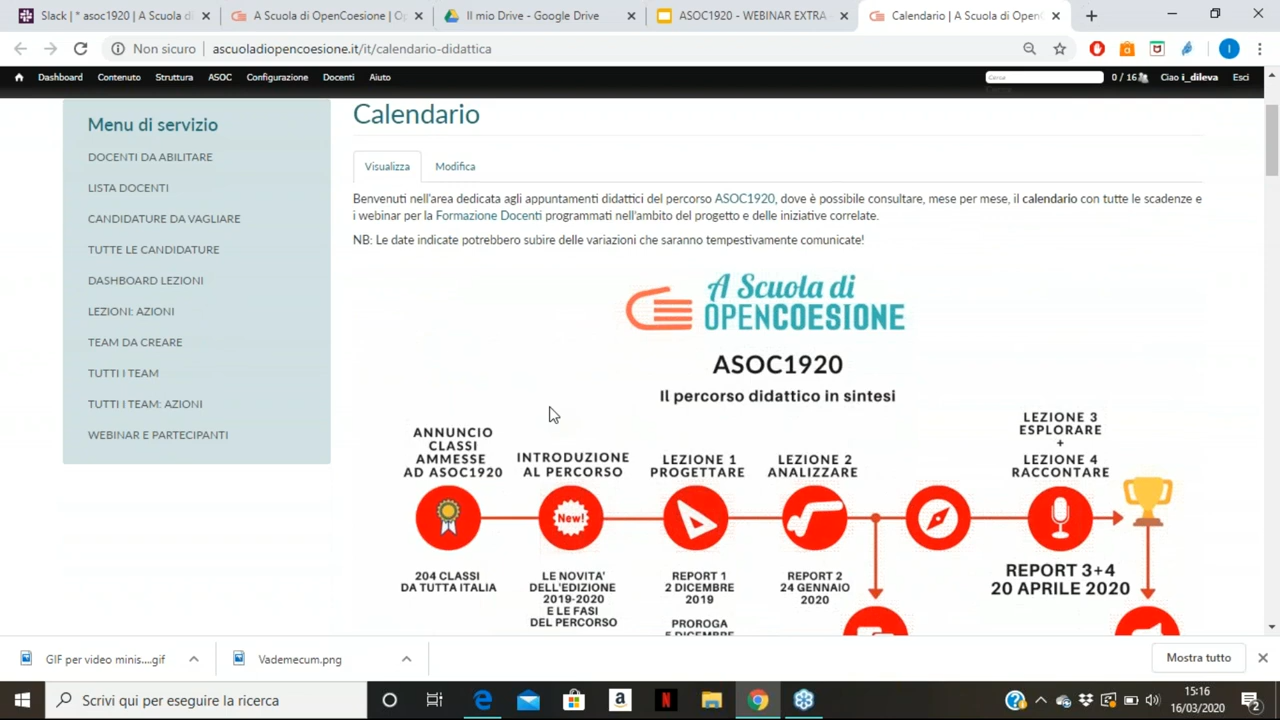 Slack | * asoc1920 | A Scuola d
A Scuola di OpenCoesione | O
Il mio Drive - Google Drive
ASOC1920 - WEBINAR EXTRA
Calendario | A Scuola di Open
Non sicuro
ascuoladiopencoesione.it/it/calendario-didattica
Dashboard
Contenuto
Struttura
ASOC
Configurazione
Docenti
Aiuto
Cerca
0 / 16
Ciao i_dileva
Esci
Menu di servizio
DOCENTI DA ABILITARE
LISTA DOCENTI
CANDIDATURE DA VAGLIARE
TUTTE LE CANDIDATURE
DASHBOARD LEZIONI
LEZIONI: AZIONI
TEAM DA CREARE
TUTTI I TEAM
TUTTI I TEAM: AZIONI
WEBINAR E PARTECIPANTI
Calendario
Visualizza
Modifica
Benvenuti nell'area dedicata agli appuntamenti didattici del percorso ASOC1920, dove è possibile consultare, mese per mese, il calendario con tutte le scadenze e
i webinar per la Formazione Docenti programmati nell'ambito del progetto e delle iniziative correlate.
NB: Le date indicate potrebbero subire delle variazioni che saranno tempestivamente comunicate!
A Scuola di
OPENCOESIONE
ASOC1920
Il percorso didattico in sintesi
ANNUNCIO
CLASSI
AMMESSE
AD ASOC1920
INTRODUZIONE
AL PERCORSO
LEZIONE 1
PROGETTARE
LEZIONE 2
ANALIZZARE
LEZIONE 3
ESPLORARE
+
LEZIONE 4
RACCONTARE
New!
204 CLASSI
DA TUTTA ITALIA
LE NOVITA'
DELL'EDIZIONE
2019-2020
E LE FASI
DEL PERCORSO
REPORT 1
2 DICEMBRE
2019
PROROGA
5 DICEMBRE
REPORT 2
24 GENNAIO
2020
REPORT 3+4
20 APRILE 2020
GIF per video minis....gif
Vademecum.png
Mostra tutto
Scrivi qui per eseguire la ricerca
15:16
16/03/2020
2